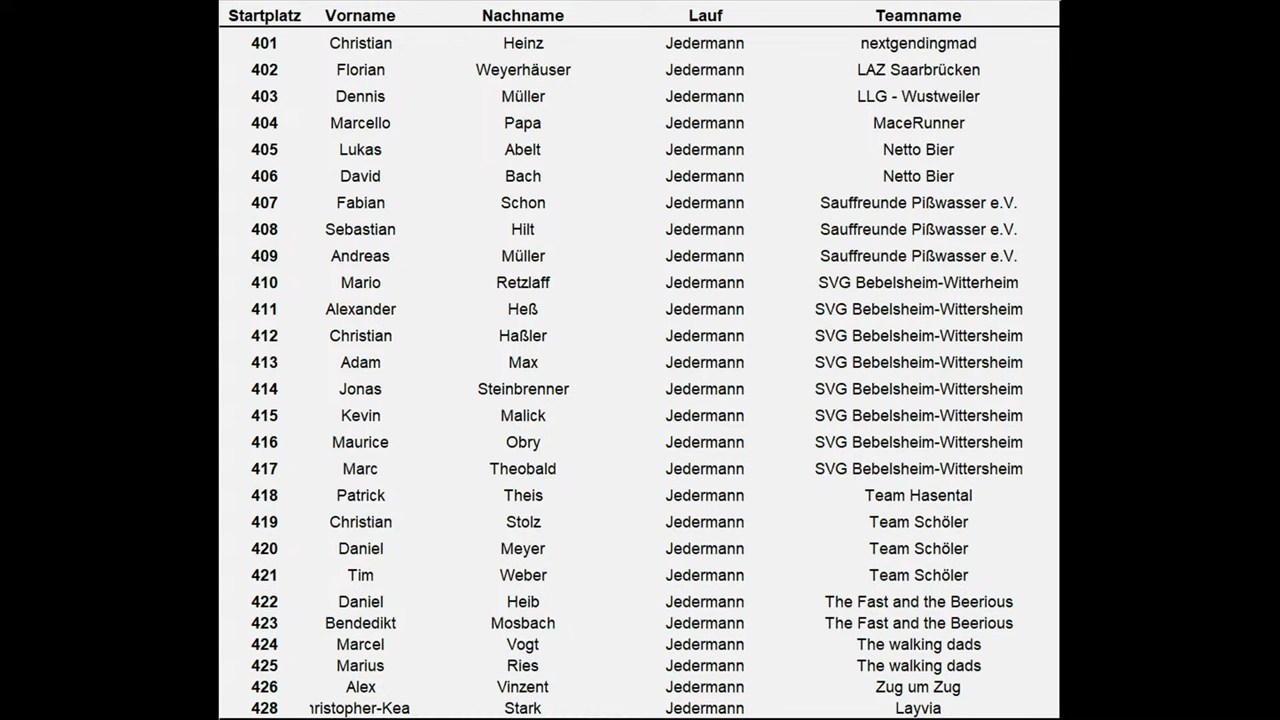 Startplatz Vorname Nachname Lauf Teamname
401 Christian Heinz Jedermann nextgendingmad
402 Florian Weyerhäuser Jedermann LAZ Saarbrücken
403 Dennis Müller Jedermann LLG - Wustweiler
404 Marcello Papa Jedermann MaceRunner
405 Lukas Abelt Jedermann Netto Bier
406 David Bach Jedermann Netto Bier
407 Fabian Schon Jedermann Sauffreunde Pißwasser e.V.
408 Sebastian Hilt Jedermann Sauffreunde Pißwasser e.V.
409 Andreas Müller Jedermann Sauffreunde Pißwasser e.V.
410 Mario Retzlaff Jedermann SVG Bebelsheim-Witterheim
411 Alexander Heß Jedermann SVG Bebelsheim-Wittersheim
412 Christian Haßler Jedermann SVG Bebelsheim-Wittersheim
413 Adam Max Jedermann SVG Bebelsheim-Wittersheim
414 Jonas Steinbrenner Jedermann SVG Bebelsheim-Wittersheim
415 Kevin Malick Jedermann SVG Bebelsheim-Wittersheim
416 Maurice Obry Jedermann SVG Bebelsheim-Wittersheim
417 Marc Theobald Jedermann SVG Bebelsheim-Wittersheim
418 Patrick Theis Jedermann Team Hasental
419 Christian Stolz Jedermann Team Schöler
420 Daniel Meyer Jedermann Team Schöler
421 Tim Weber Jedermann Team Schöler
422 Daniel Heib Jedermann The Fast and the Beerious
423 Bendedikt Mosbach Jedermann The Fast and the Beerious
424 Marcel Vogt Jedermann The walking dads
425 Marius Ries Jedermann The walking dads
426 Alex Vinzent Jedermann Zug um Zug
428 hristopher-Kea Stark Jedermann Layvia